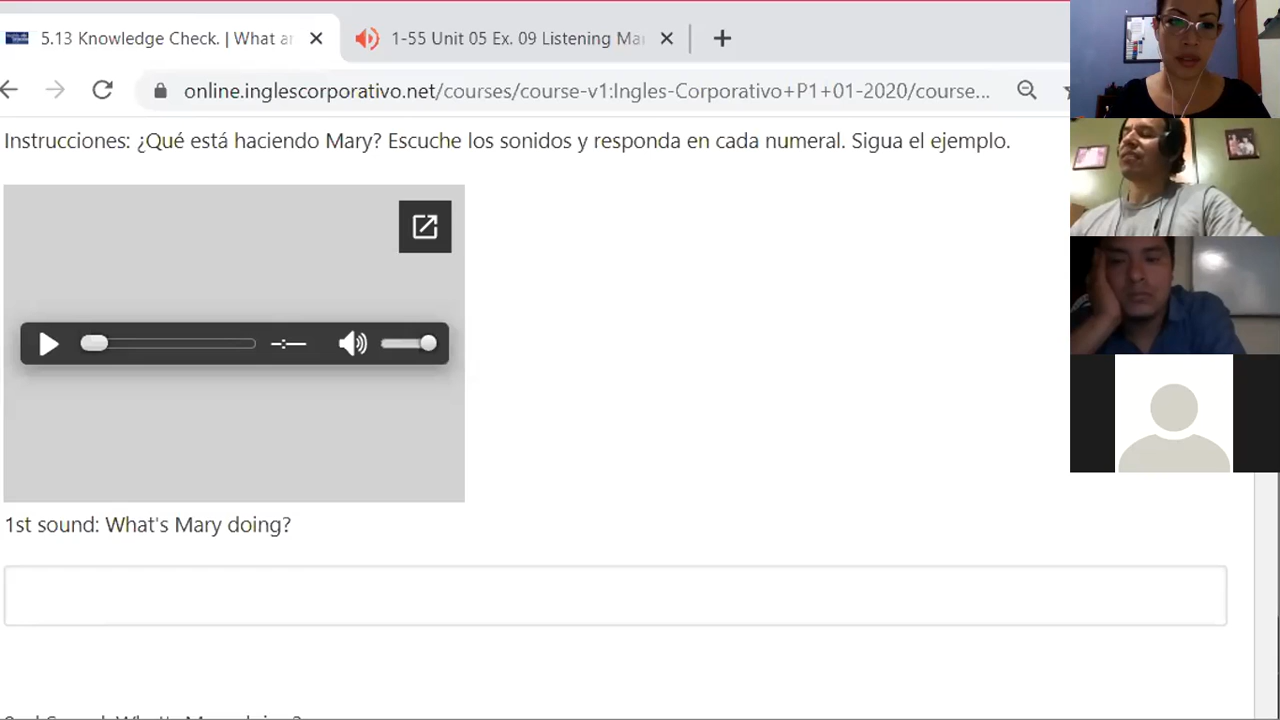 5.13 Knowledge Check. | What ar
1-55 Unit 05 Ex. 09 Listening Mar
online.inglescorporativo.net/courses/course-v1:Ingles-Corporativo+P1+01-2020/course...
Instrucciones: ¿Qué está haciendo Mary? Escuche los sonidos y responda en cada numeral. Sigua el ejemplo.
1st sound: What's Mary doing?